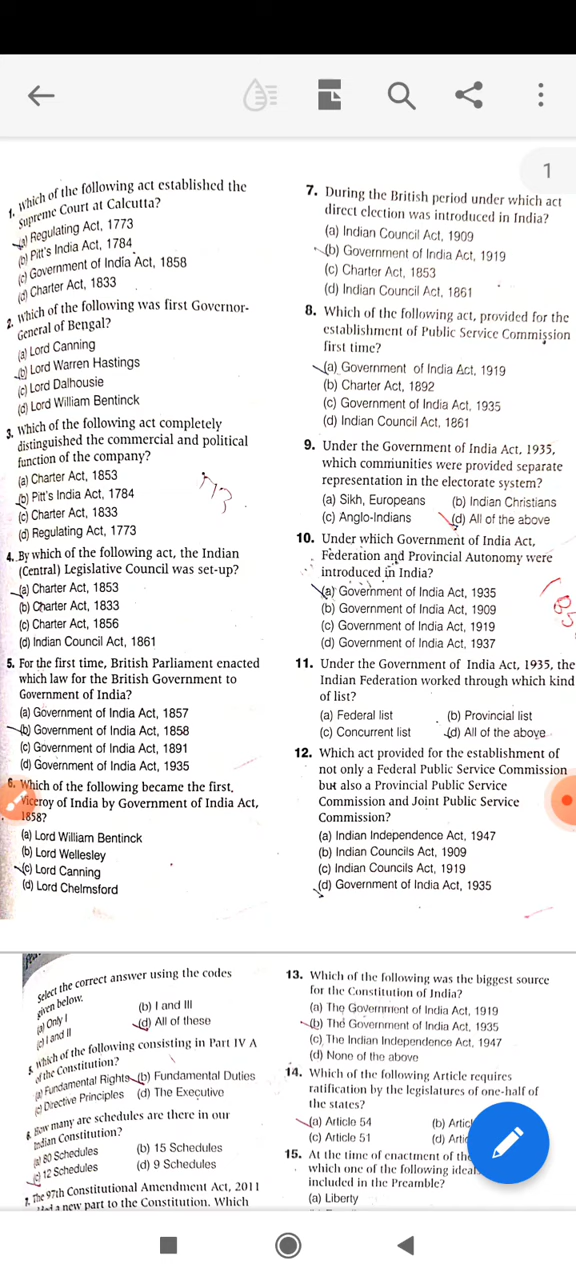 1
1. Which of the following act established the
Supreme Court at Calcutta?
(a) Regulating Act, 1773
(b) Pitt's India Act, 1784
(c) Government of India Act, 1858
(d) Charter Act, 1833
2. Which of the following was first Governor-
General of Bengal?
(a) Lord Canning
(b) Lord Warren Hastings
(c) Lord Dalhousie
(d) Lord William Bentinck
3. Which of the following act completely
distinguished the commercial and political
function of the company?
(a) Charter Act, 1853
(b) Pitt's India Act, 1784
(c) Charter Act, 1833
(d) Regulating Act, 1773
4. By which of the following act, the Indian
(Central) Legislative Council was set-up?
(a) Charter Act, 1853
(b) Charter Act, 1833
(c) Charter Act, 1856
(d) Indian Council Act, 1861
5. For the first time, British Parliament enacted
which law for the British Government to
Government of India?
(a) Government of India Act, 1857
(b) Government of India Act, 1858
(c) Government of India Act, 1891
(d) Government of India Act, 1935
6. Which of the following became the first,
Viceroy of India by Government of India Act,
1858?
(a) Lord William Bentinck
(b) Lord Wellesley
(c) Lord Canning
(d) Lord Chelmsford
7. During the British period under which act
direct election was introduced in India?
(a) Indian Council Act, 1909
(b) Government of India Act, 1919
(c) Charter Act, 1853
(d) Indian Council Act, 1861
8. Which of the following act, provided for the
establishment of Public Service Commission
first time?
(a) Government of India Act, 1919
(b) Charter Act, 1892
(c) Government of India Act, 1935
(d) Indian Council Act, 1861
9. Under the Government of India Act, 1935,
which communities were provided separate
representation in the electorate system?
(a) Sikh, Europeans (b) Indian Christians
(c) Anglo-Indians (d) All of the above
10. Under which Government of India Act,
Federation and Provincial Autonomy were
introduced in India?
(a) Government of India Act, 1935
(b) Government of India Act, 1909
(c) Government of India Act, 1919
(d) Government of India Act, 1937
11. Under the Government of India Act, 1935, the
Indian Federation worked through which kind
of list?
(a) Federal list (b) Provincial list
(c) Concurrent list (d) All of the above
12. Which act provided for the establishment of
not only a Federal Public Service Commission
but also a Provincial Public Service
Commission and Joint Public Service
Commission?
(a) Indian Independence Act, 1947
(b) Indian Councils Act, 1909
(c) Indian Councils Act, 1919
(d) Government of India Act, 1935
Select the correct answer using the codes
given below.
(a) Only I (b) I and III
(c) I and II (d) All of these
Which of the following consisting in Part IV A
of the Constitution?
(a) Fundamental Rights (b) Fundamental Duties
(c) Directive Principles (d) The Executive
How many are schedules are there in our
Indian Constitution?
(a) 80 Schedules (b) 15 Schedules
(c) 12 Schedules (d) 9 Schedules
7. The 97th Constitutional Amendment Act, 2011
a new part to the Constitution. Which
13. Which of the following was the biggest source
for the Constitution of India?
(a) The Government of India Act, 1919
(b) The Government of India Act, 1935
(c) The Indian Independence Act, 1947
(d) None of the above
14. Which of the following Article requires
ratification by the legislatures of one-half of
the states?
(a) Article 54 (b)
(c) Article 51 (d)
15. At the time of enactment of
which one of the following
included in the Preamble?
(a) Liberty